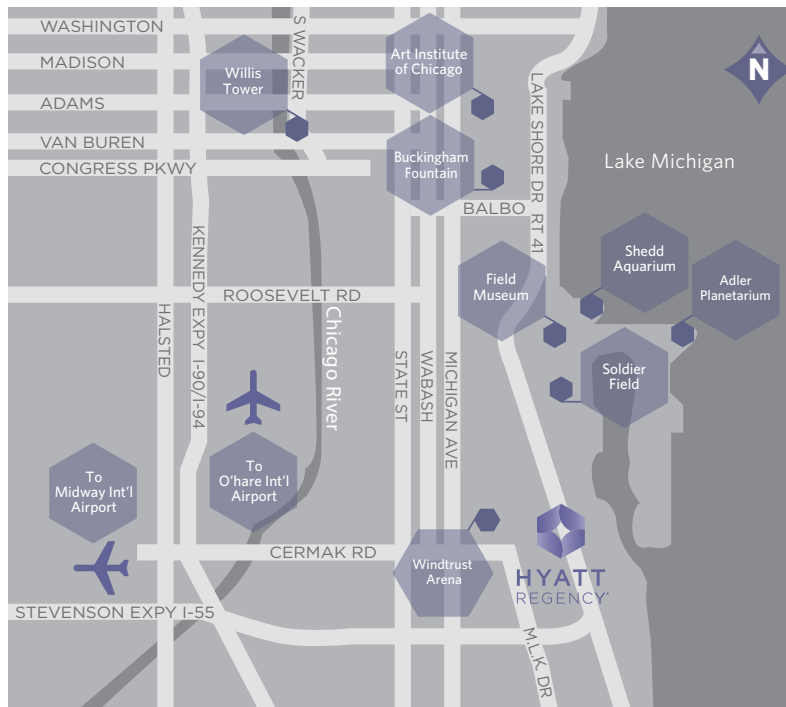 WASHINGTON
S WACKER
MADISON
ADAMS
VAN BUREN
CONGRESS PKWY
Willis
Tower
Art Institute
of Chicago
Buckingham
Fountain
LAKE SHORE DR RT 41
N
Lake Michigan
BALBO
Shedd
Aquarium
Adler
Planetarium
Field
Museum
Soldier
Field
KENNEDY EXPY I-90/I-94
ROOSEVELT RD
HALSTED
Chicago River
STATE ST
WABASH
MICHIGAN AVE
To
Midway Int'l
Airport
To
O'hare Int'l
Airport
CERMAK RD
Windtrust
Arena
HYATT
REGENCY
STEVENSON EXPY I-55
M.L.K. DR